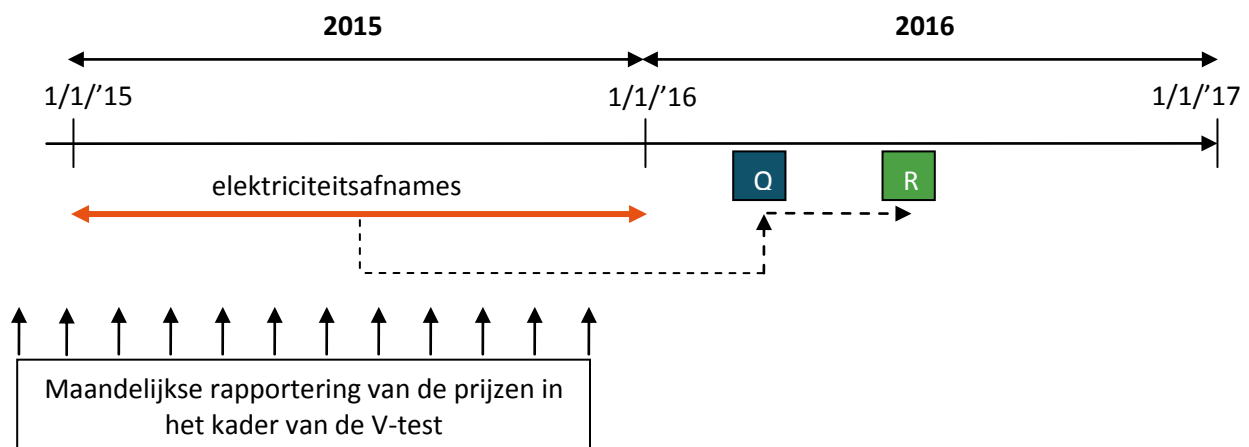 2015 2016
1/1/'15 1/1/'16 1/1/'17
elektriciteitsafnames
Q R
Maandelijkse rapportering van de prijzen in
het kader van de V-test